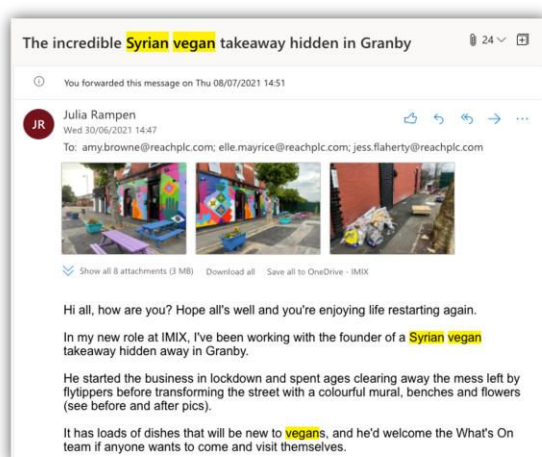 The incredible Syrian vegan takeaway hidden in Granby
24
You forwarded this message on Thu 08/07/2021 14:51
JR
Julia Rampen
Wed 30/06/2021 14:47
To: amy.browne@reachplc.com; elle.mayrice@reachplc.com; jess.flaherty@reachplc.com
Show all 8 attachments (3 MB) Download all Save all to OneDrive - IMIX
Hi all, how are you? Hope all's well and you're enjoying life restarting again.
In my new role at IMIX, I've been working with the founder of a Syrian vegan
takeaway hidden away in Granby.
He started the business in lockdown and spent ages clearing away the mess left by
flytippers before transforming the street with a colourful mural, benches and flowers
(see before and after pics).
It has loads of dishes that will be new to vegans, and he'd welcome the What's On
team if anyone wants to come and visit themselves.